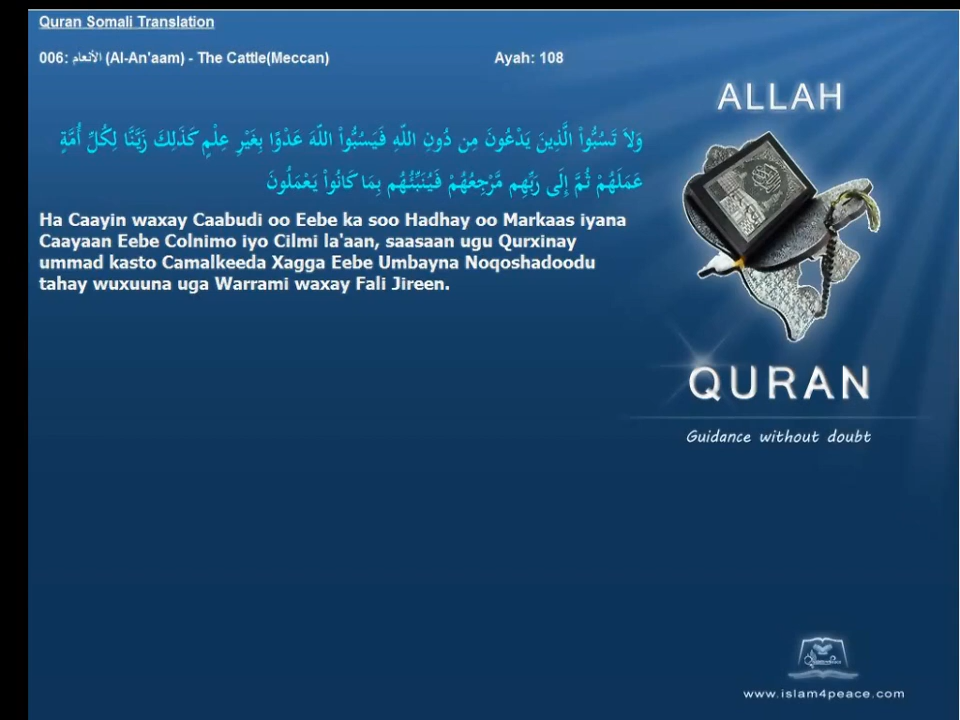 Quran Somali Translation
006: الأنعام (Al-An'aam) - The Cattle(Meccan) Ayah: 108
وَلاَ تَسُبُّواْ الَّذِينَ يَدْعُونَ مِن دُونِ اللّهِ فَيَسُبُّواْ اللّهَ عَدْوًا بِغَيْرِ عِلْمٍ كَذَلِكَ زَيَّنَّا لِكُلِّ أُمَّةٍ
عَمَلَهُمْ ثُمَّ إِلَى رَبِّهِم مَّرْجِعُهُمْ فَيُنَبِّئُهُم بِمَا كَانُواْ يَعْمَلُونَ
Ha Caayin waxay Caabudi oo Eebe ka soo Hadhay oo Markaas iyana
Caayaan Eebe Colnimo iyo Cilmi la'aan, saasaan ugu Qurxinay
ummad kasto Camalkeeda Xagga Eebe Umbayna Noqoshadoodu
tahay wuxuuna uga Warrami waxay Fali Jireen.
ALLAH
QURAN
Guidance without doubt
www.islam4peace.com